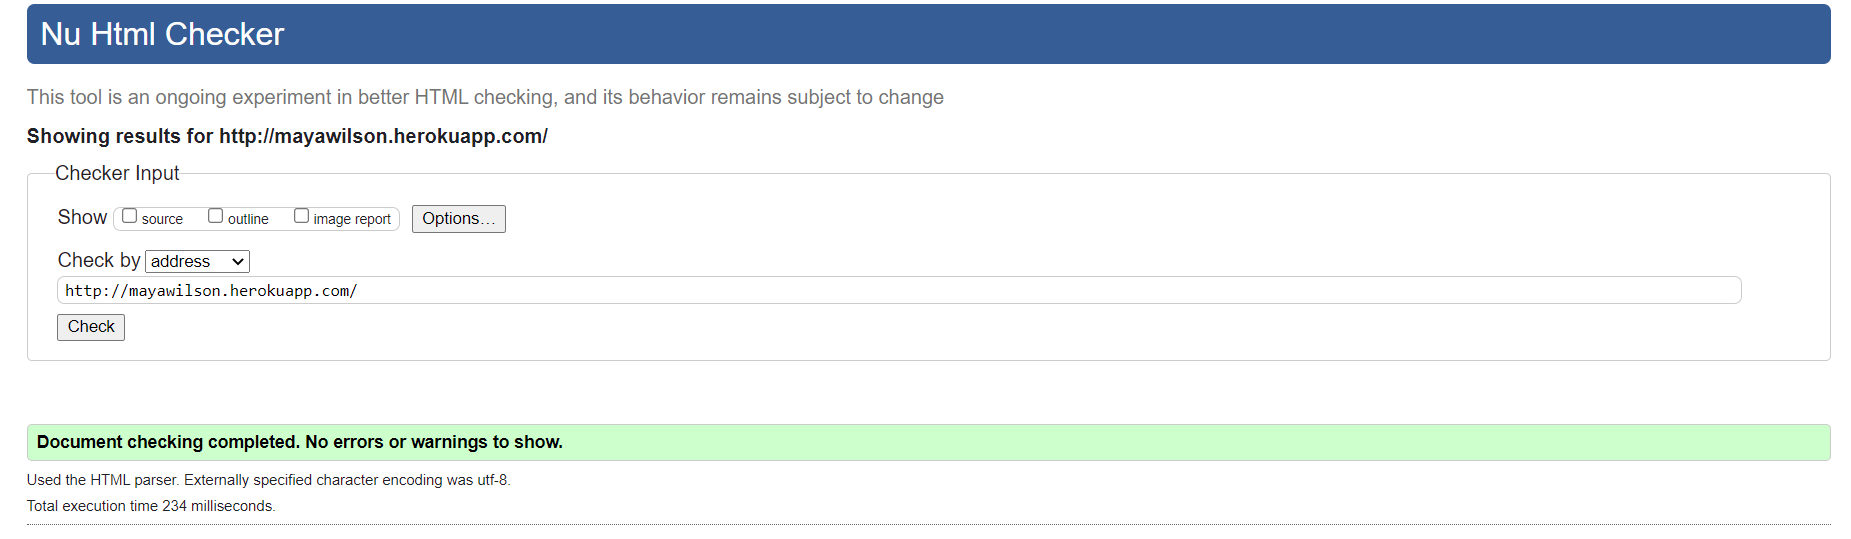 Nu Html Checker
This tool is an ongoing experiment in better HTML checking, and its behavior remains subject to change
Showing results for http://mayawilson.herokuapp.com/
Checker Input
Show source outline image report Options…
Check by address
http://mayawilson.herokuapp.com/
Check
Document checking completed. No errors or warnings to show.
Used the HTML parser. Externally specified character encoding was utf-8.
Total execution time 234 milliseconds.